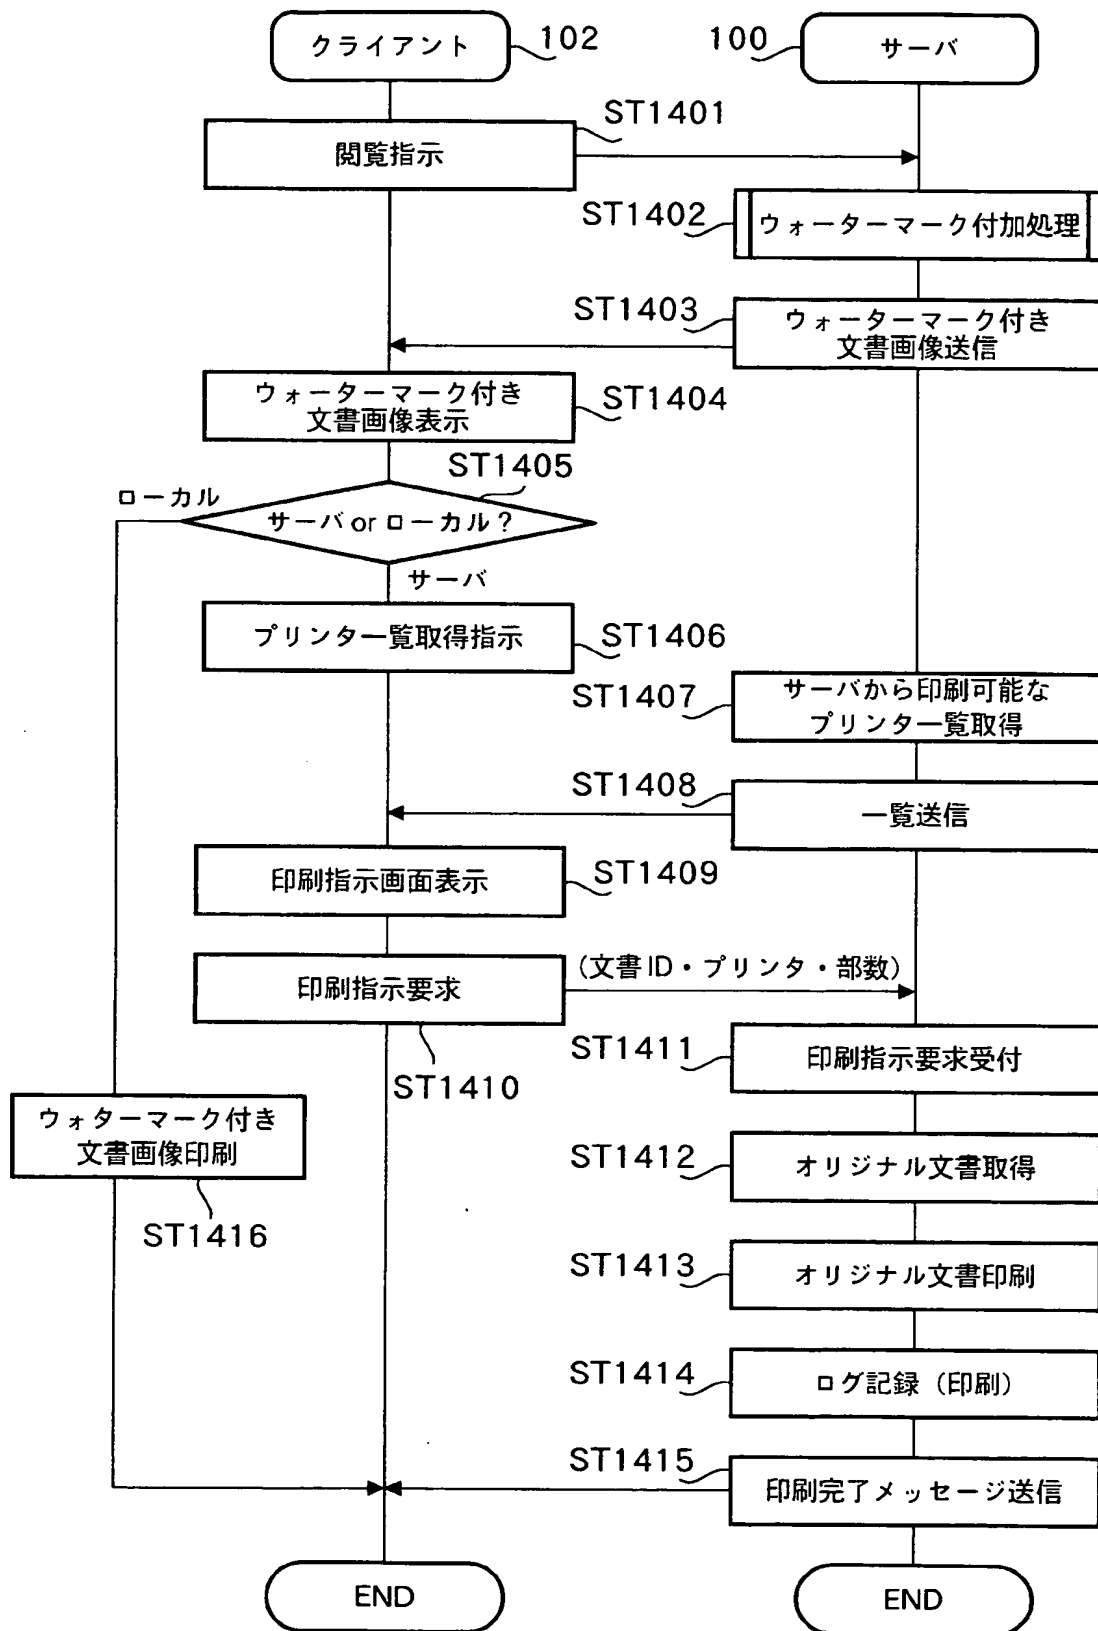 クライアント
102
100
サーバ
ST1401
閲覧指示
ST1402
ウォーターマーク付加処理
ST1403
ウォーターマーク付き
文書画像送信
ウォーターマーク付き
文書画像表示
ST1404
ST1405
ローカル
サーバ or ローカル?
サーバ
プリンタ一覧取得指示
ST1406
ST1407
サーバから印刷可能な
プリンタ一覧取得
ST1408
一覧送信
印刷指示画面表示
ST1409
印刷指示要求
(文書ID・プリンタ・部数)
ST1410
ST1411
印刷指示要求受付
ウォターマーク付き
文書画像印刷
ST1416
ST1412
オリジナル文書取得
ST1413
オリジナル文書印刷
ST1414
ログ記録(印刷)
ST1415
印刷完了メッセージ送信
END
END